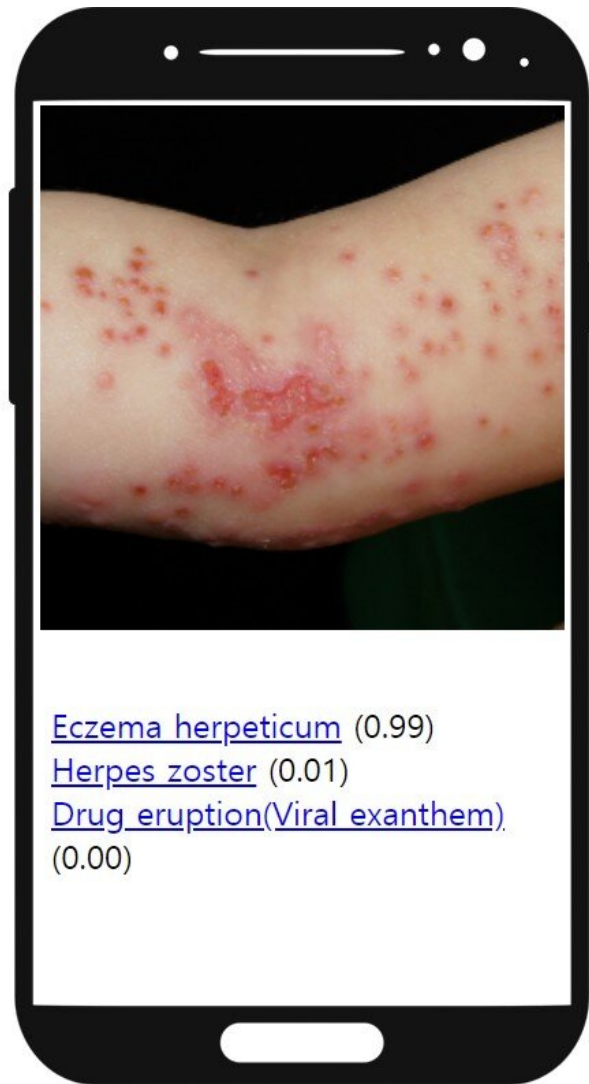 Eczema herpeticum (0.99)
Herpes zoster (0.01)
Drug eruption(Viral exanthem)
(0.00)